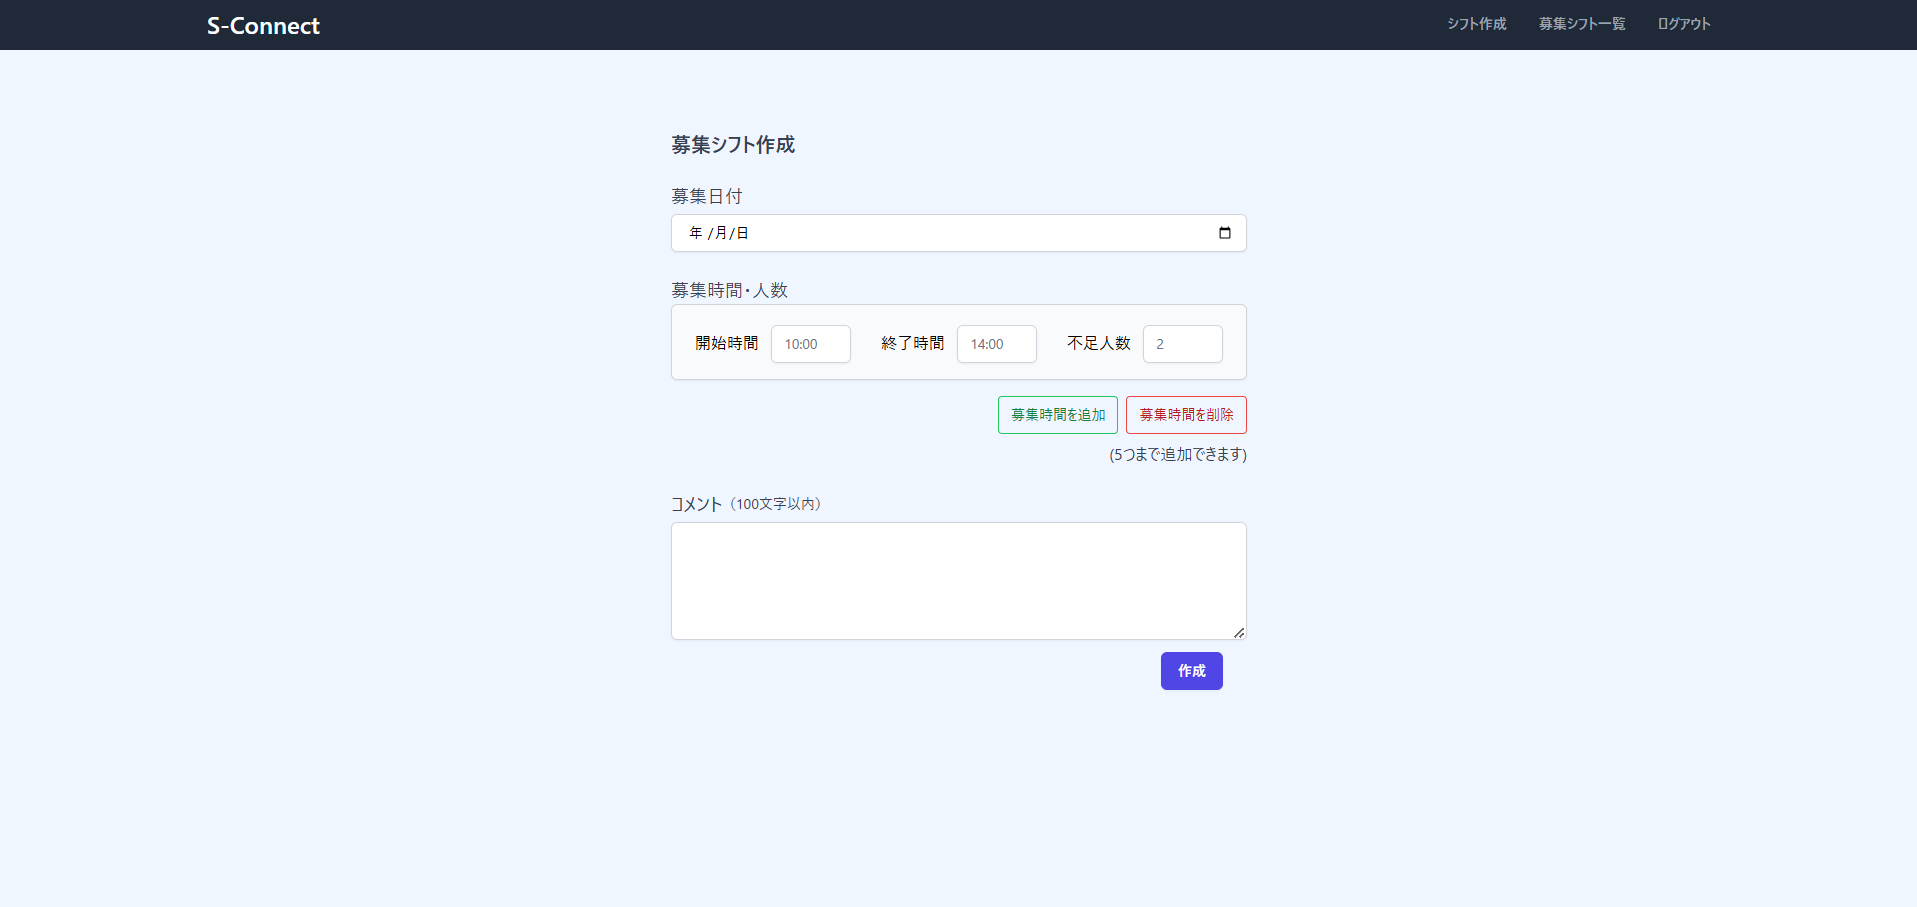 S-Connect シフト作成 募集シフト一覧 ログアウト
募集シフト作成
募集日付
年 /月/日
募集時間・人数
開始時間 10:00 終了時間 14:00 不足人数 2
募集時間を追加 募集時間を削除
(5つまで追加できます)
コメント（100文字以内）
作成